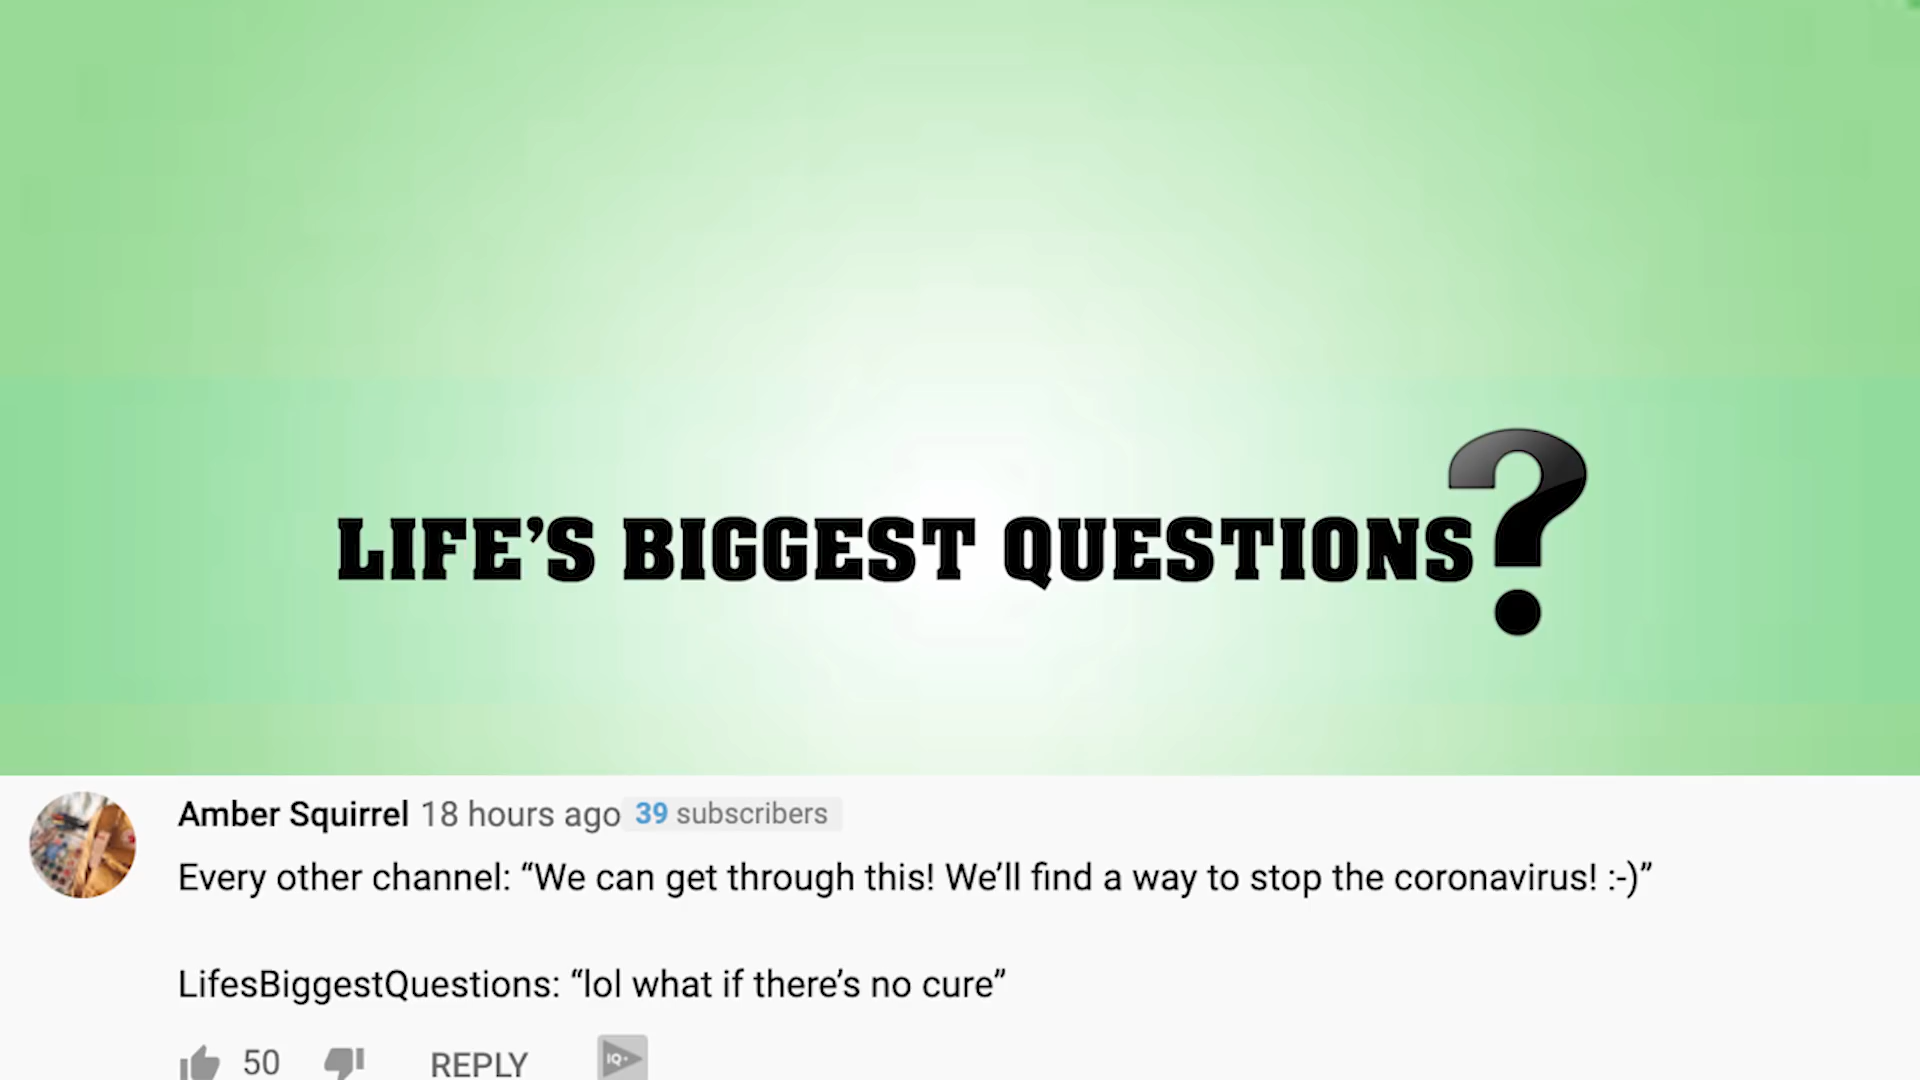 LIFE’S BIGGEST QUESTIONS?
Amber Squirrel 18 hours ago 39 subscribers
Every other channel: “We can get through this! We’ll find a way to stop the coronavirus! :-)”
LifesBiggestQuestions: “lol what if there’s no cure”
50 REPLY IQ